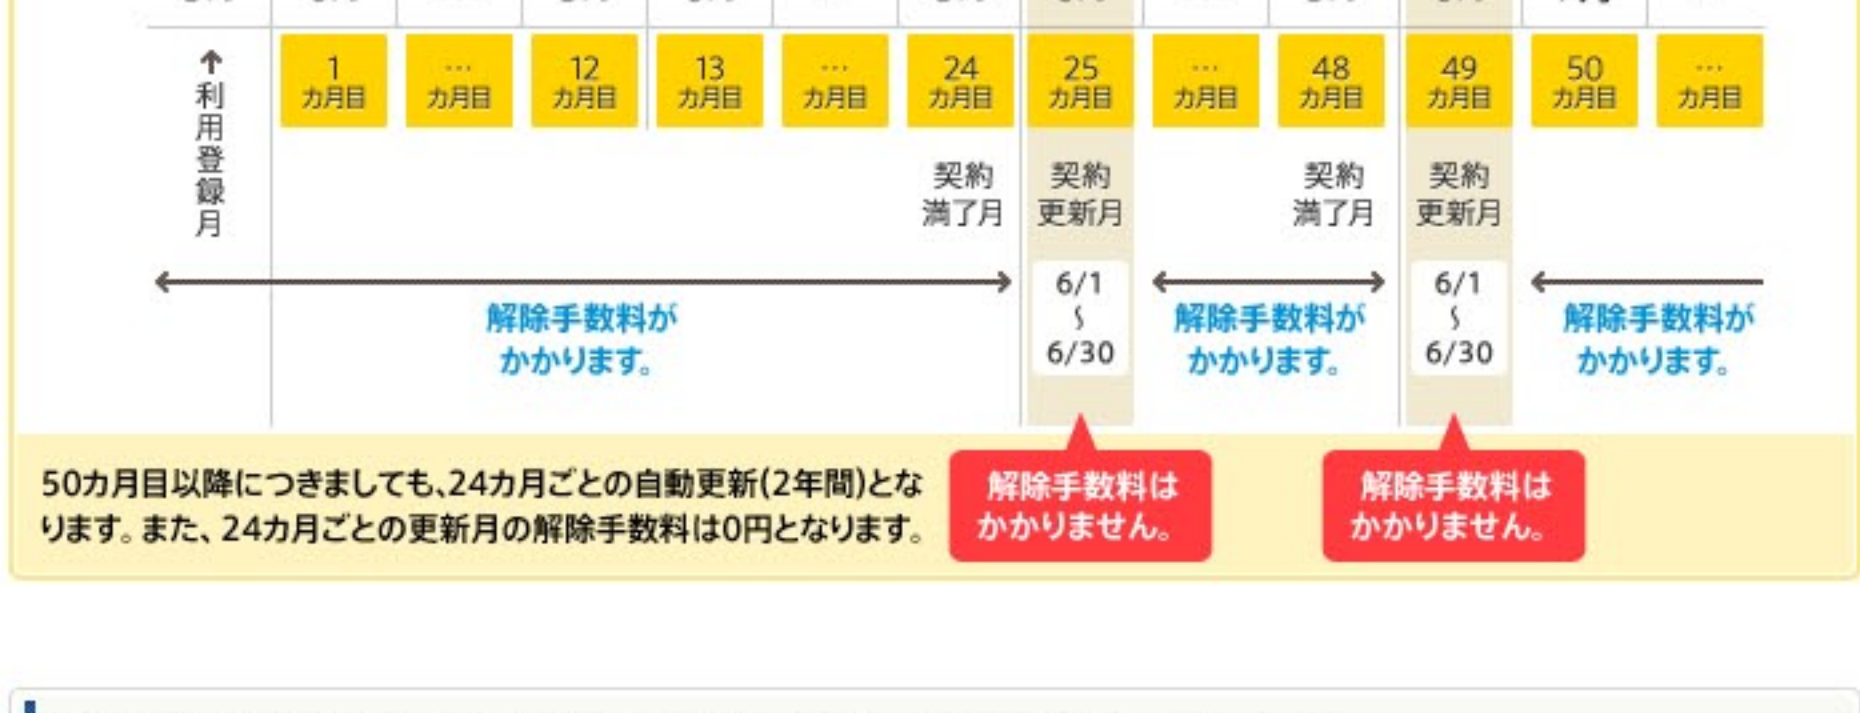 ↑利用登録月
1
カ月目
…
カ月目
12
カ月目
13
カ月目
…
カ月目
24
カ月目
25
カ月目
…
カ月目
48
カ月目
49
カ月目
50
カ月目
…
カ月目
契約
満了月
契約
更新月
契約
満了月
契約
更新月
解除手数料が
かかります。
6/1
〜
6/30
解除手数料が
かかります。
6/1
〜
6/30
解除手数料が
かかります。
50カ月目以降につきましても、24カ月ごとの自動更新(2年間)とな
ります。また、24カ月ごとの更新月の解除手数料は0円となります。
解除手数料は
かかりません。
解除手数料は
かかりません。